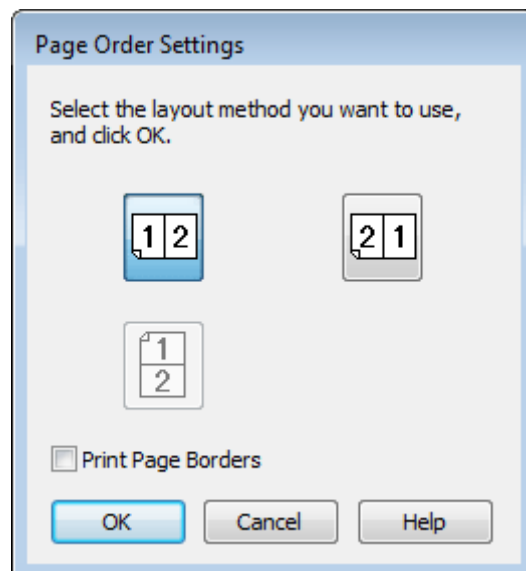 Page Order Settings
Select the layout method you want to use,
and click OK.
1 2
2 1
1
2
Print Page Borders
OK Cancel Help